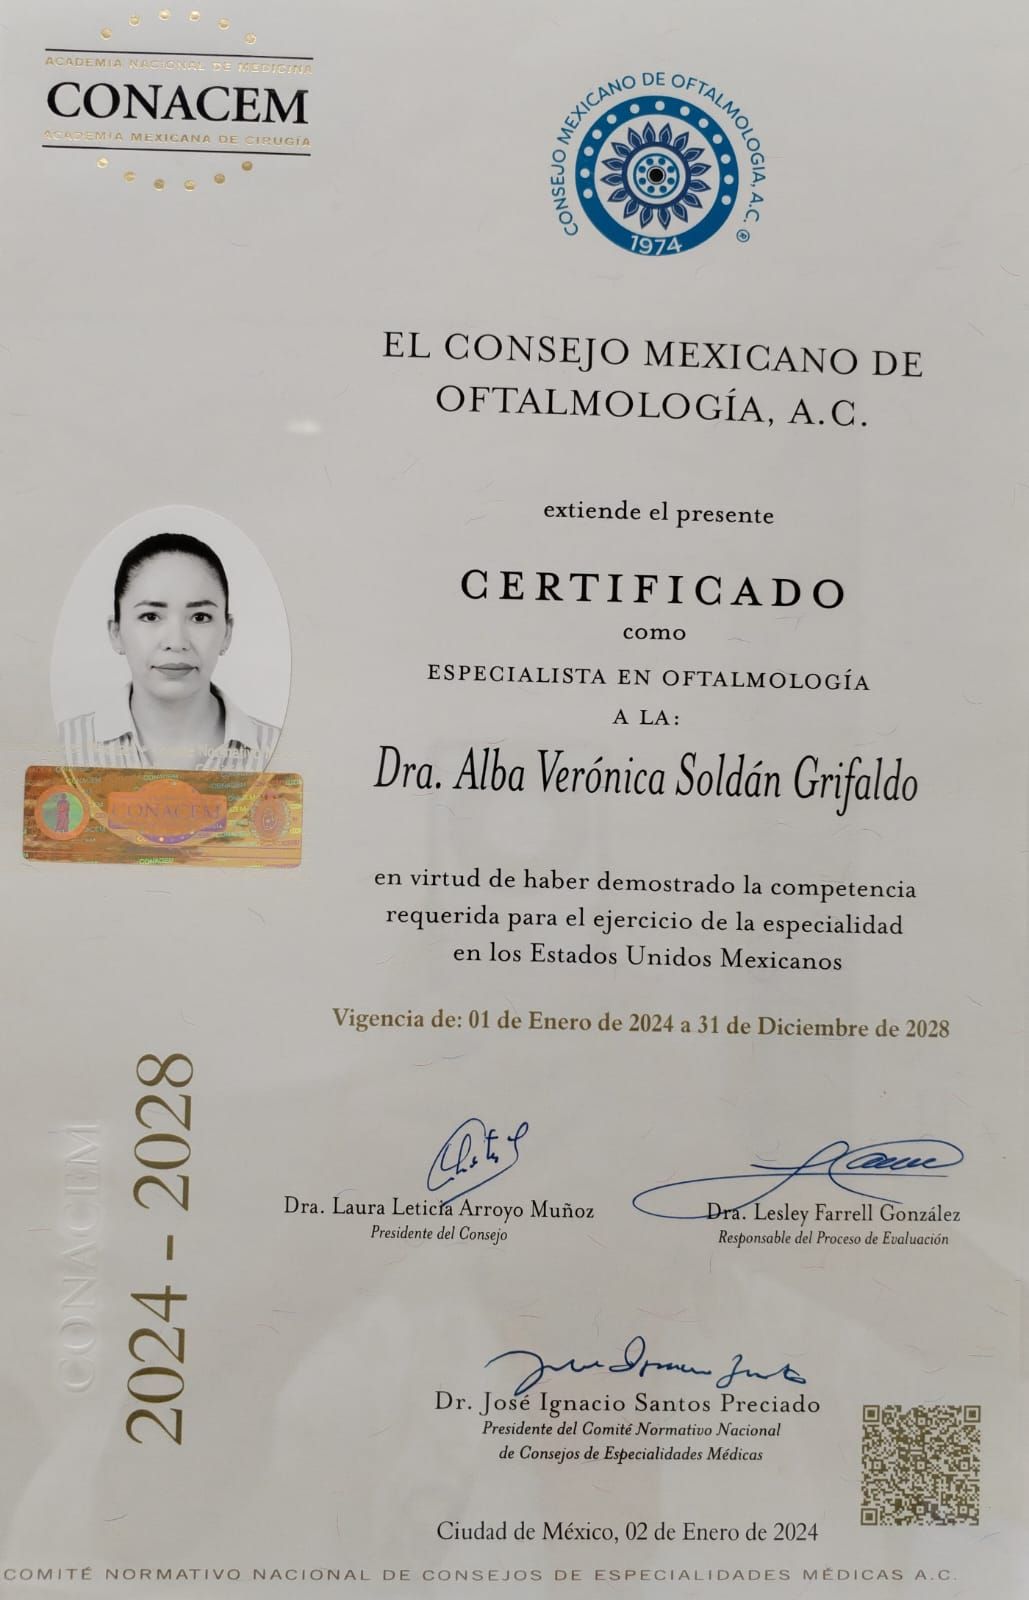 ACADEMIA NACIONAL DE MEDICINA
CONACEM
ACADEMIA MEXICANA DE CIRUGÍA
CONSEJO MEXICANO DE OFTALMOLOGIA, A.C. ®
1974
EL CONSEJO MEXICANO DE
OFTALMOLOGÍA, A.C.
extiende el presente
CERTIFICADO
como
ESPECIALISTA EN OFTALMOLOGÍA
A LA:
Dra. Alba Verónica Soldán Grifaldo
CONACEM
en virtud de haber demostrado la competencia
requerida para el ejercicio de la especialidad
en los Estados Unidos Mexicanos
Vigencia de: 01 de Enero de 2024 a 31 de Diciembre de 2028
CONACEM
2024 - 2028
Dra. Laura Leticia Arroyo Muñoz
Presidente del Consejo
Dra. Lesley Farrell González
Responsable del Proceso de Evaluación
Dr. José Ignacio Santos Preciado
Presidente del Comité Normativo Nacional
de Consejos de Especialidades Médicas
Ciudad de México, 02 de Enero de 2024
COMITÉ NORMATIVO NACIONAL DE CONSEJOS DE ESPECIALIDADES MÉDICAS A.C.